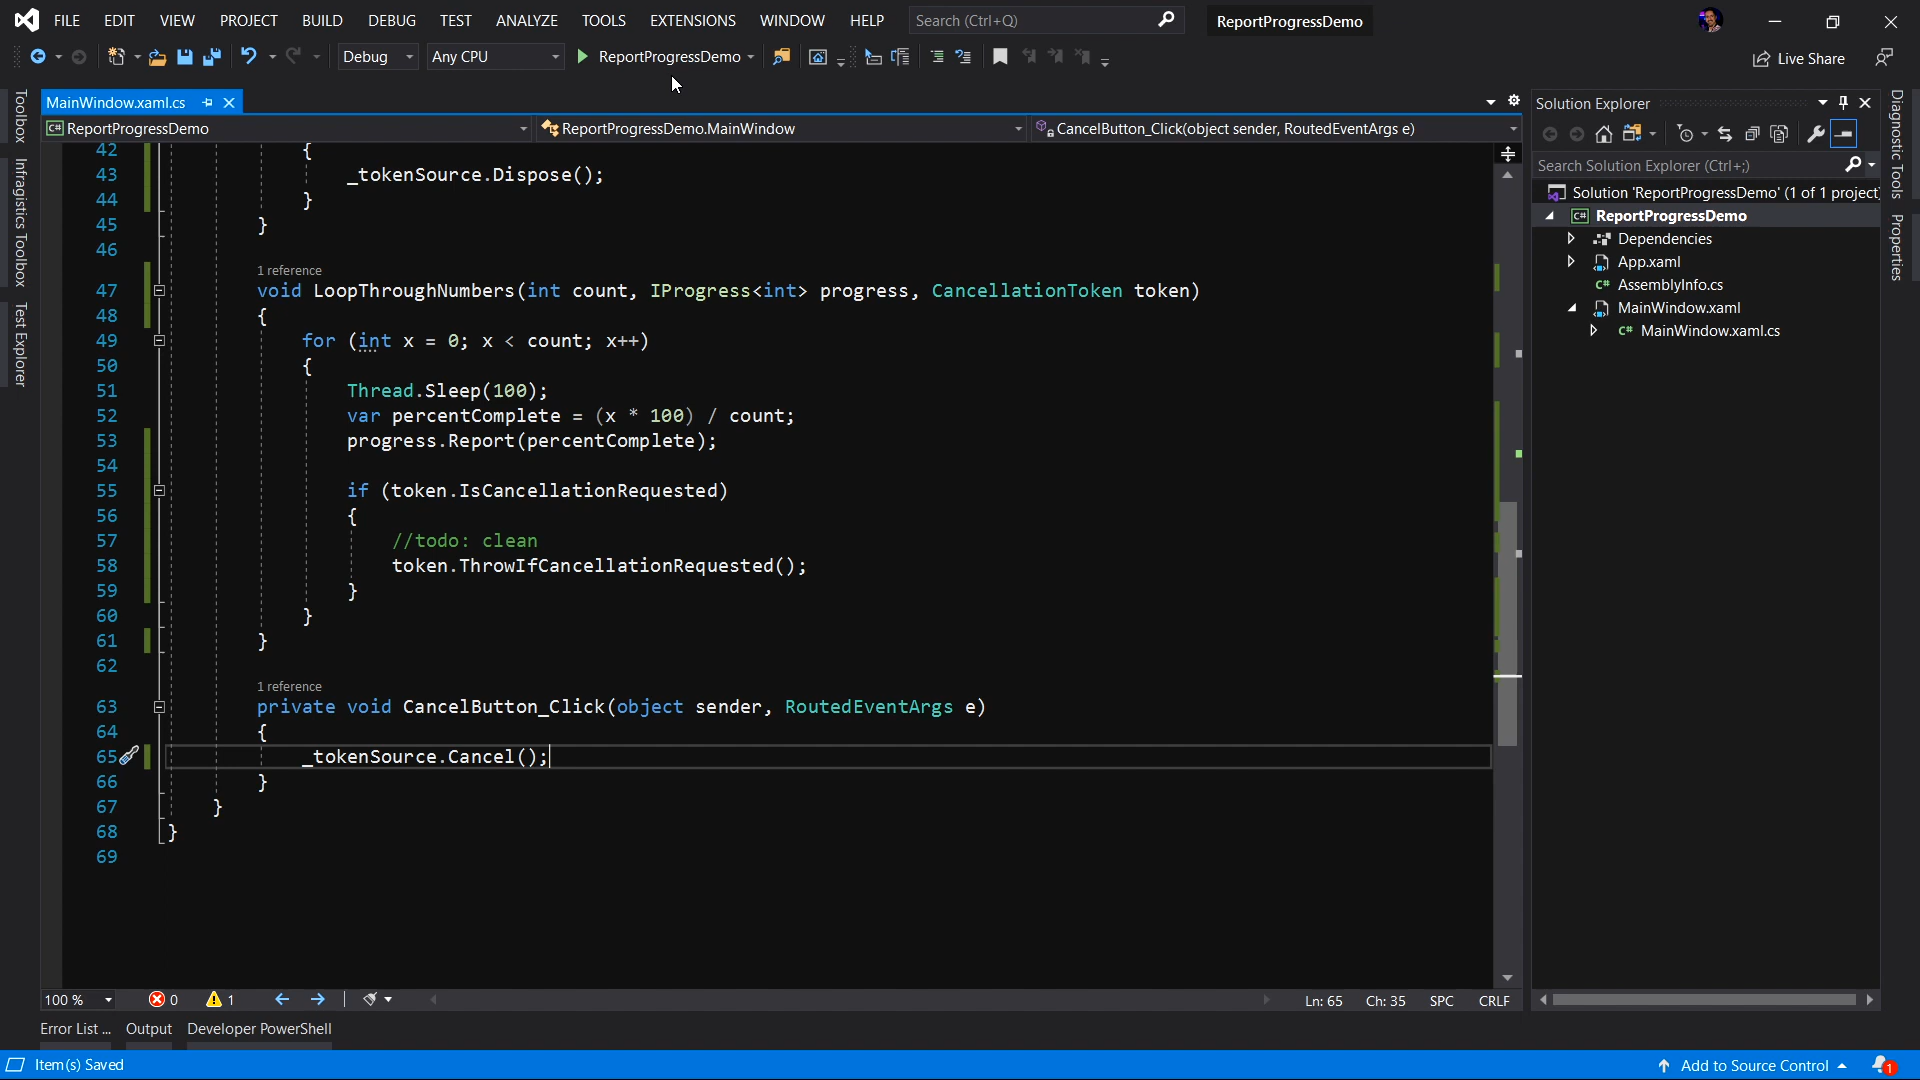 FILE EDIT VIEW PROJECT BUILD DEBUG TEST ANALYZE TOOLS EXTENSIONS WINDOW HELP Search (Ctrl+Q) ReportProgressDemo
Debug Any CPU ReportProgressDemo Live Share
Toolbox
Infragistics Toolbox
Test Explorer
MainWindow.xaml.cs
ReportProgressDemo ReportProgressDemo.MainWindow CancelButton_Click(object sender, RoutedEventArgs e)
42 {
43 _tokenSource.Dispose();
44 }
45 }
46
1 reference
47 void LoopThroughNumbers(int count, IProgress<int> progress, CancellationToken token)
48 {
49 for (int x = 0; x < count; x++)
50 {
51 Thread.Sleep(100);
52 var percentComplete = (x * 100) / count;
53 progress.Report(percentComplete);
54
55 if (token.IsCancellationRequested)
56 {
57 //todo: clean
58 token.ThrowIfCancellationRequested();
59 }
60 }
61 }
62
1 reference
63 private void CancelButton_Click(object sender, RoutedEventArgs e)
64 {
65 _tokenSource.Cancel();
66 }
67 }
68 }
69
100 % 0 1 Ln: 65 Ch: 35 SPC CRLF
Solution Explorer
Search Solution Explorer (Ctrl+;)
Solution 'ReportProgressDemo' (1 of 1 project)
C# ReportProgressDemo
Dependencies
App.xaml
C# AssemblyInfo.cs
MainWindow.xaml
C# MainWindow.xaml.cs
Diagnostic Tools
Properties
Error List ... Output Developer PowerShell
Item(s) Saved Add to Source Control 1